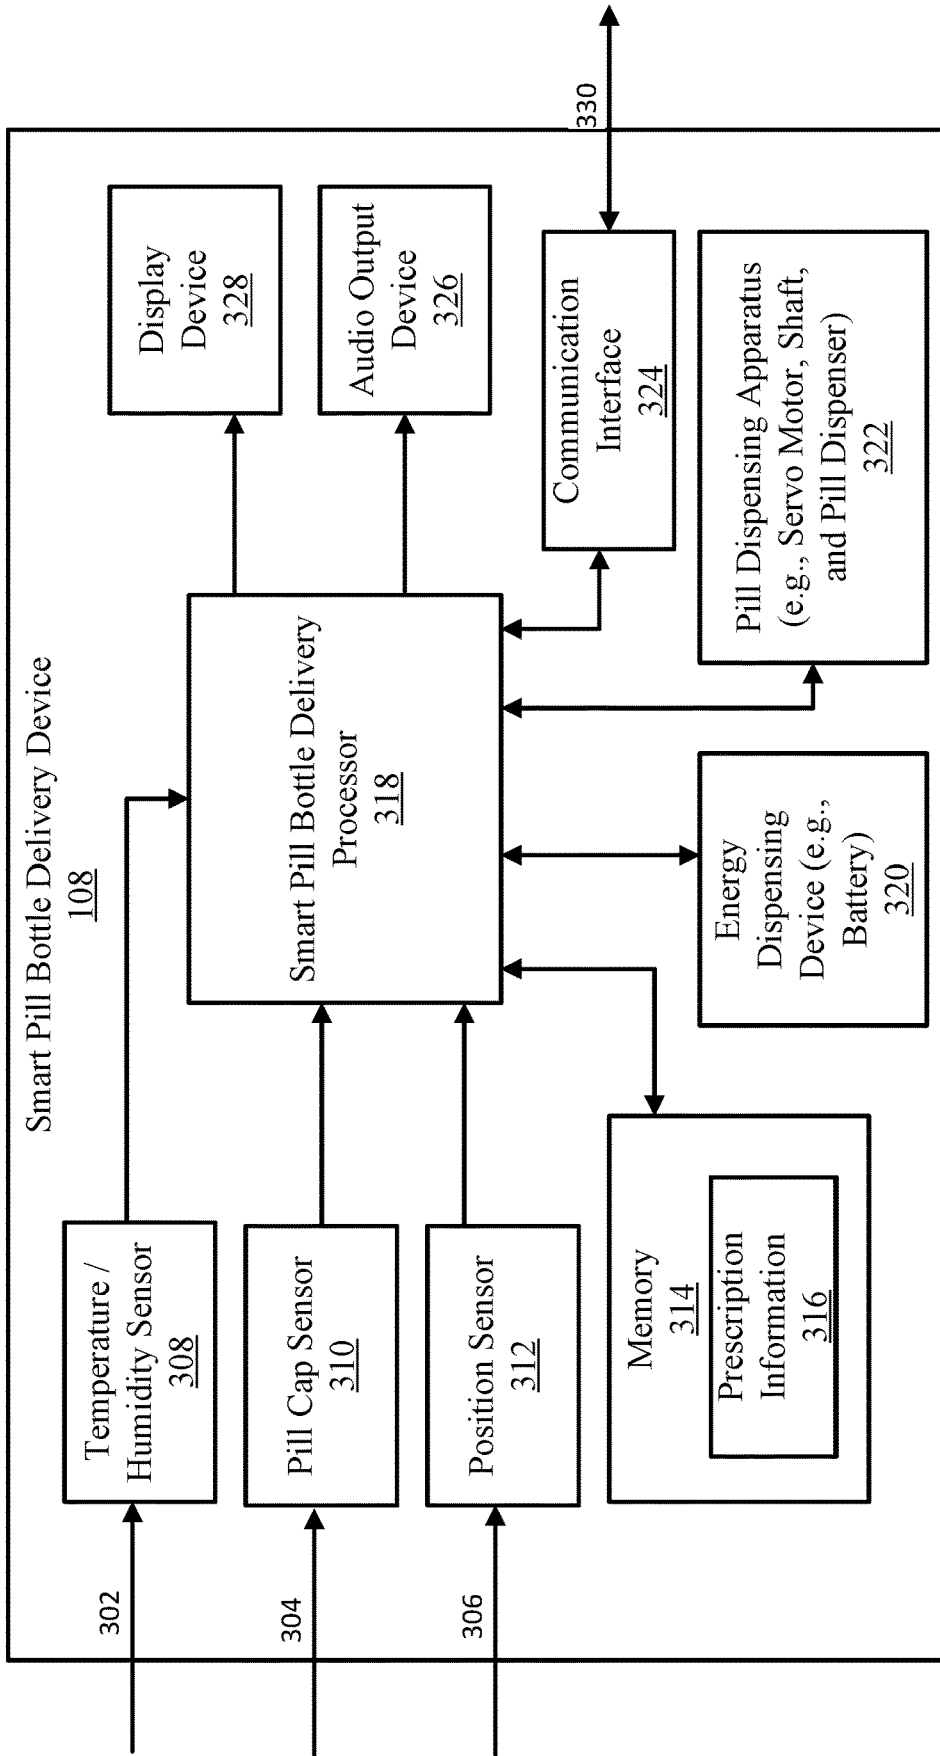 Smart Pill Bottle Delivery Device
108
302
Temperature /
Humidity Sensor
308
304
Pill Cap Sensor
310
306
Position Sensor
312
Memory
314
Prescription
Information
316
Smart Pill Bottle Delivery
Processor
318
Energy
Dispensing
Device (e.g.,
Battery)
320
Display
Device
328
Audio Output
Device
326
Communication
Interface
324
330
Pill Dispensing Apparatus
(e.g., Servo Motor, Shaft,
and Pill Dispenser)
322